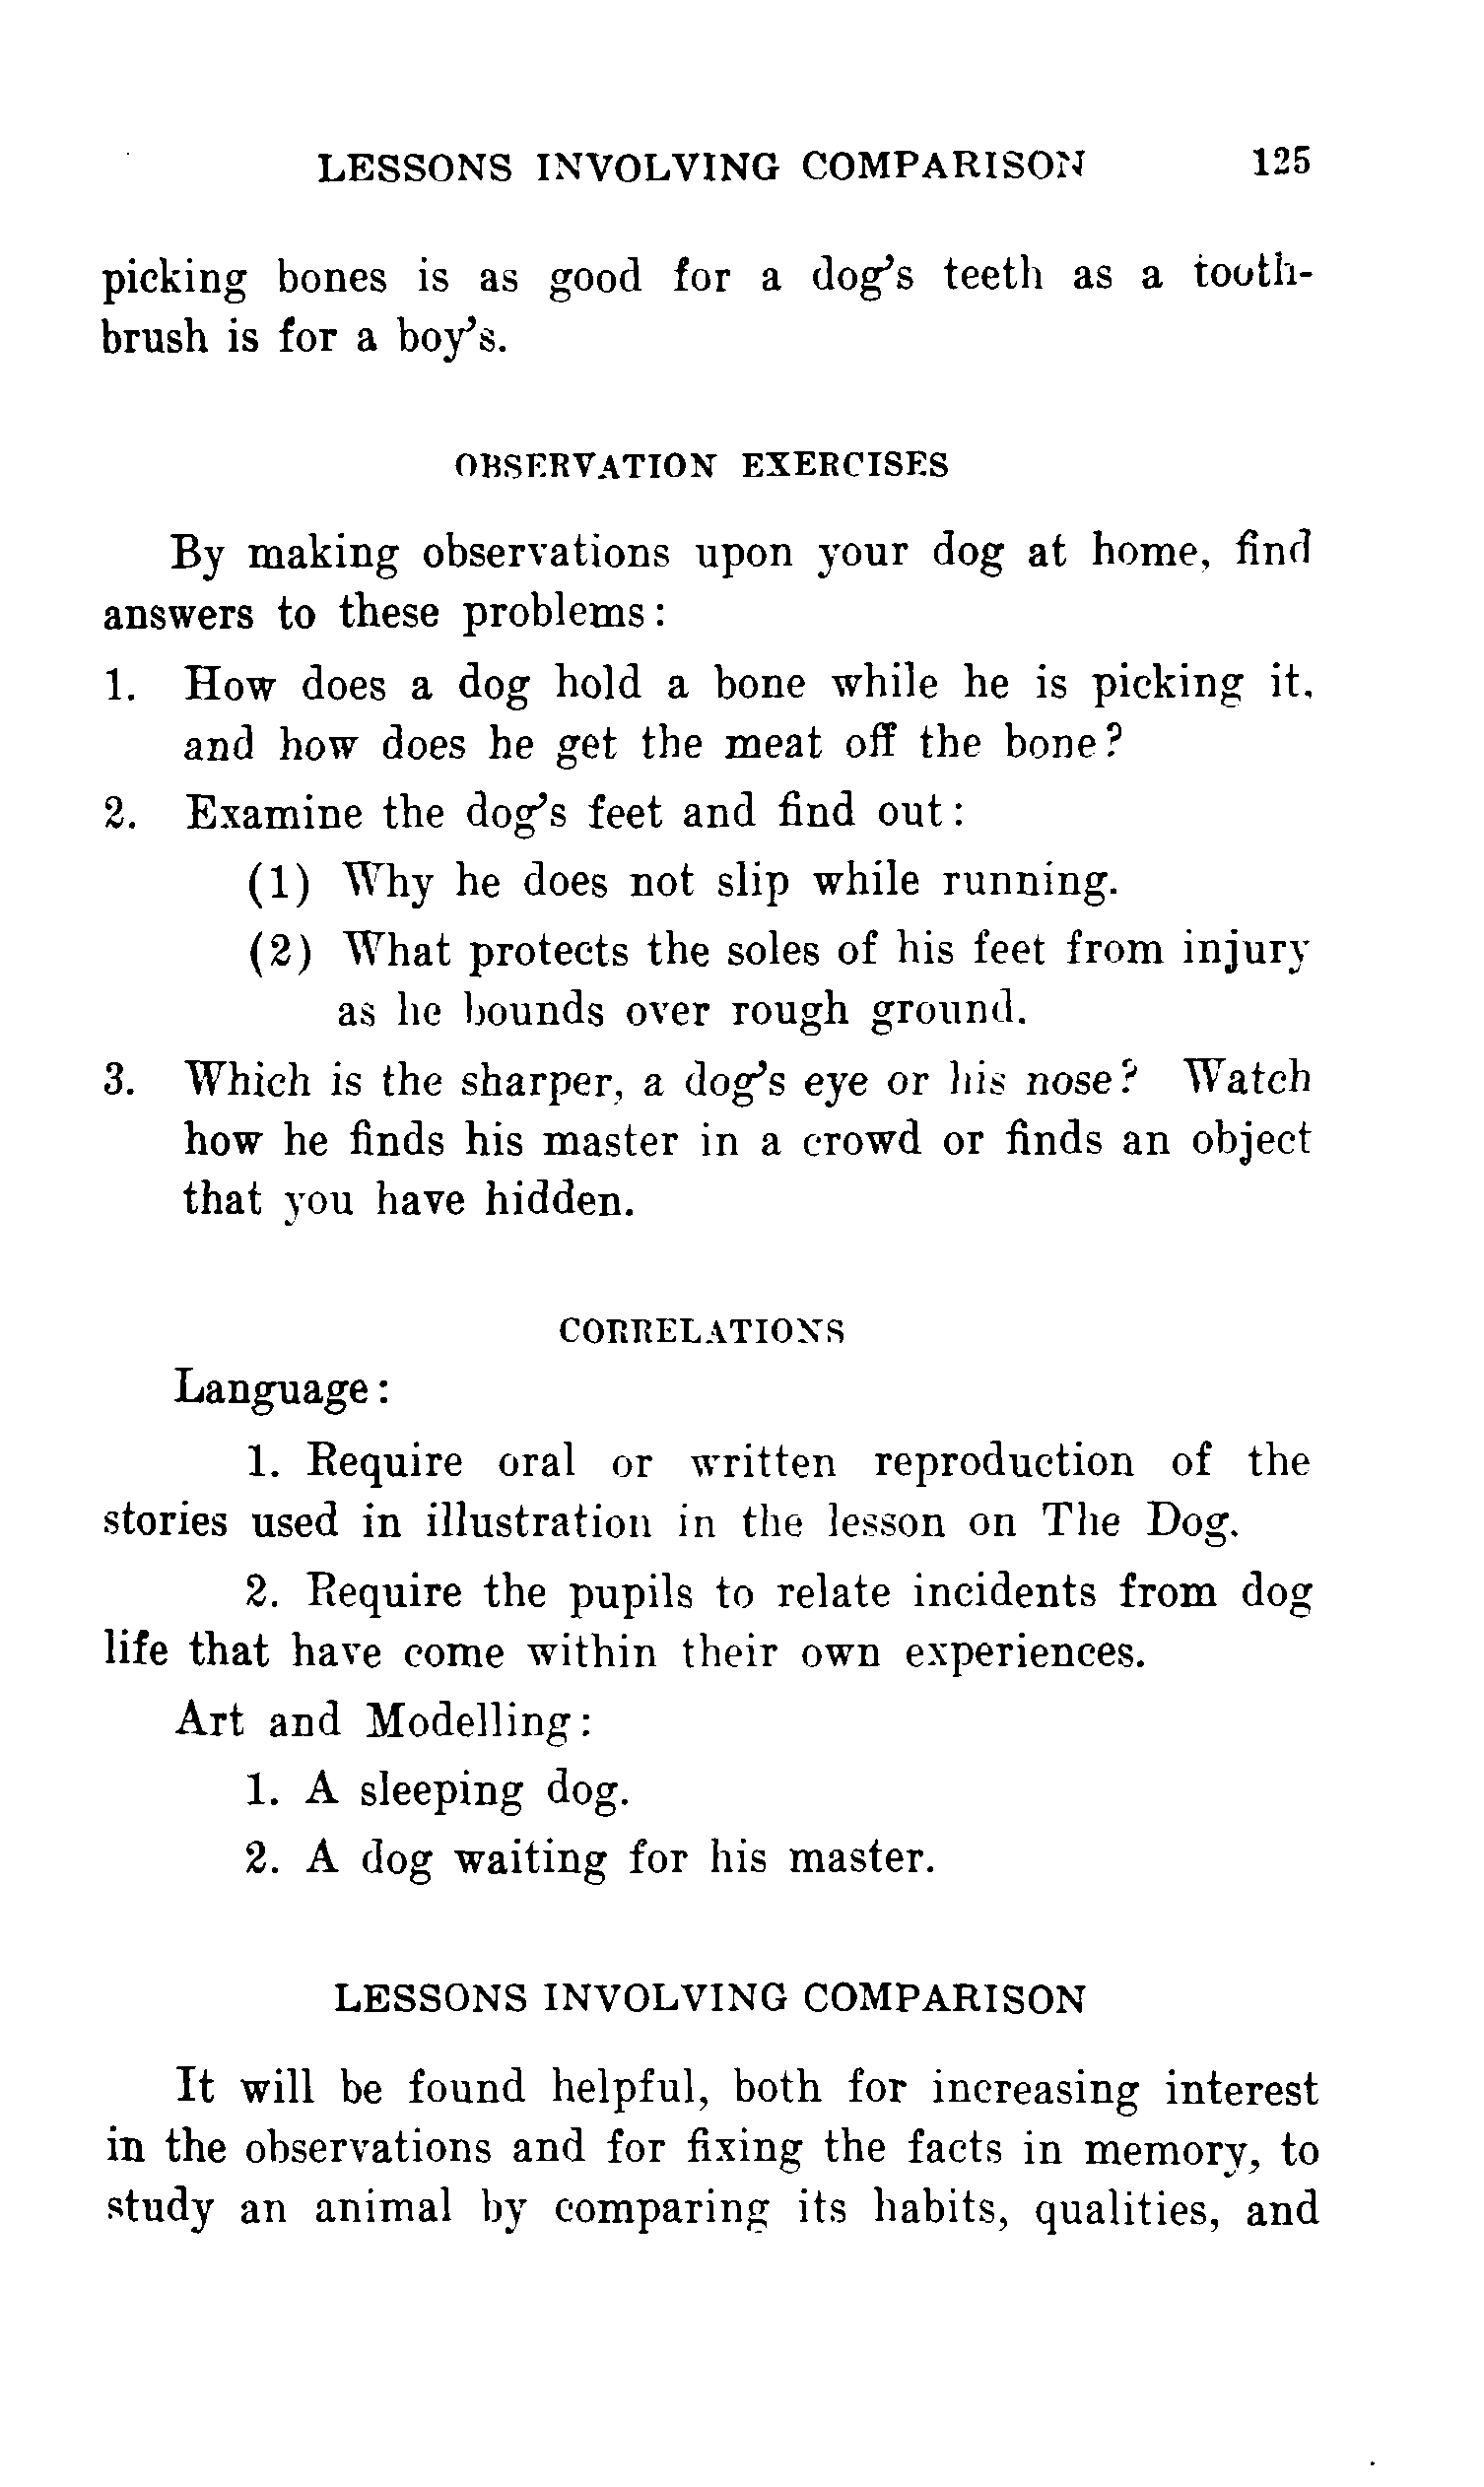 LESSONS INVOLVING COMPARISON 125
picking bones is as good for a dog's teeth as a tooth-
brush is for a boy's.
OBSERVATION EXERCISES
By making observations upon your dog at home, find
answers to these problems:
1. How does a dog hold a bone while he is picking it,
and how does he get the meat off the bone?
2. Examine the dog's feet and find out:
(1) Why he does not slip while running.
(2) What protects the soles of his feet from injury
as he bounds over rough ground.
3. Which is the sharper, a dog's eye or his nose? Watch
how he finds his master in a crowd or finds an object
that you have hidden.
CORRELATIONS
Language:
1. Require oral or written reproduction of the
stories used in illustration in the lesson on The Dog.
2. Require the pupils to relate incidents from dog
life that have come within their own experiences.
Art and Modelling:
1. A sleeping dog.
2. A dog waiting for his master.
LESSONS INVOLVING COMPARISON
It will be found helpful, both for increasing interest
in the observations and for fixing the facts in memory, to
study an animal by comparing its habits, qualities, and